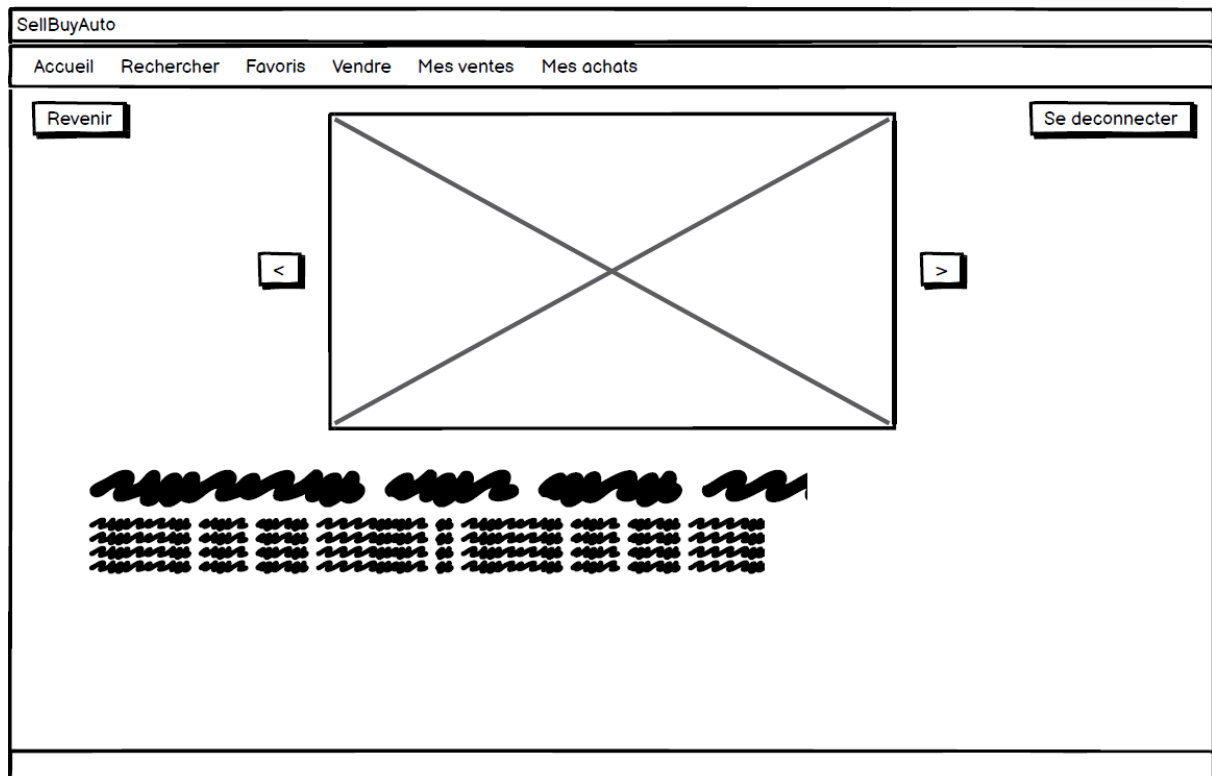 SellBuyAuto
Accueil Rechercher Favoris Vendre Mes ventes Mes achats
Revenir
Se deconnecter
<
>